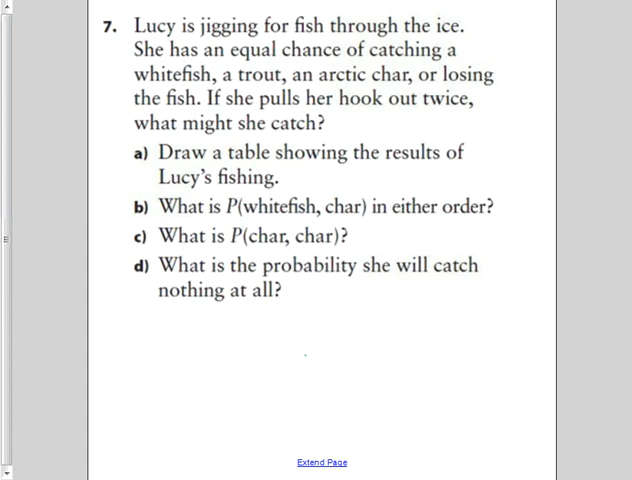 7. Lucy is jigging for fish through the ice.
She has an equal chance of catching a
whitefish, a trout, an arctic char, or losing
the fish. If she pulls her hook out twice,
what might she catch?
a) Draw a table showing the results of
Lucy's fishing.
b) What is P(whitefish, char) in either order?
c) What is P(char, char)?
d) What is the probability she will catch
nothing at all?
Extend Page